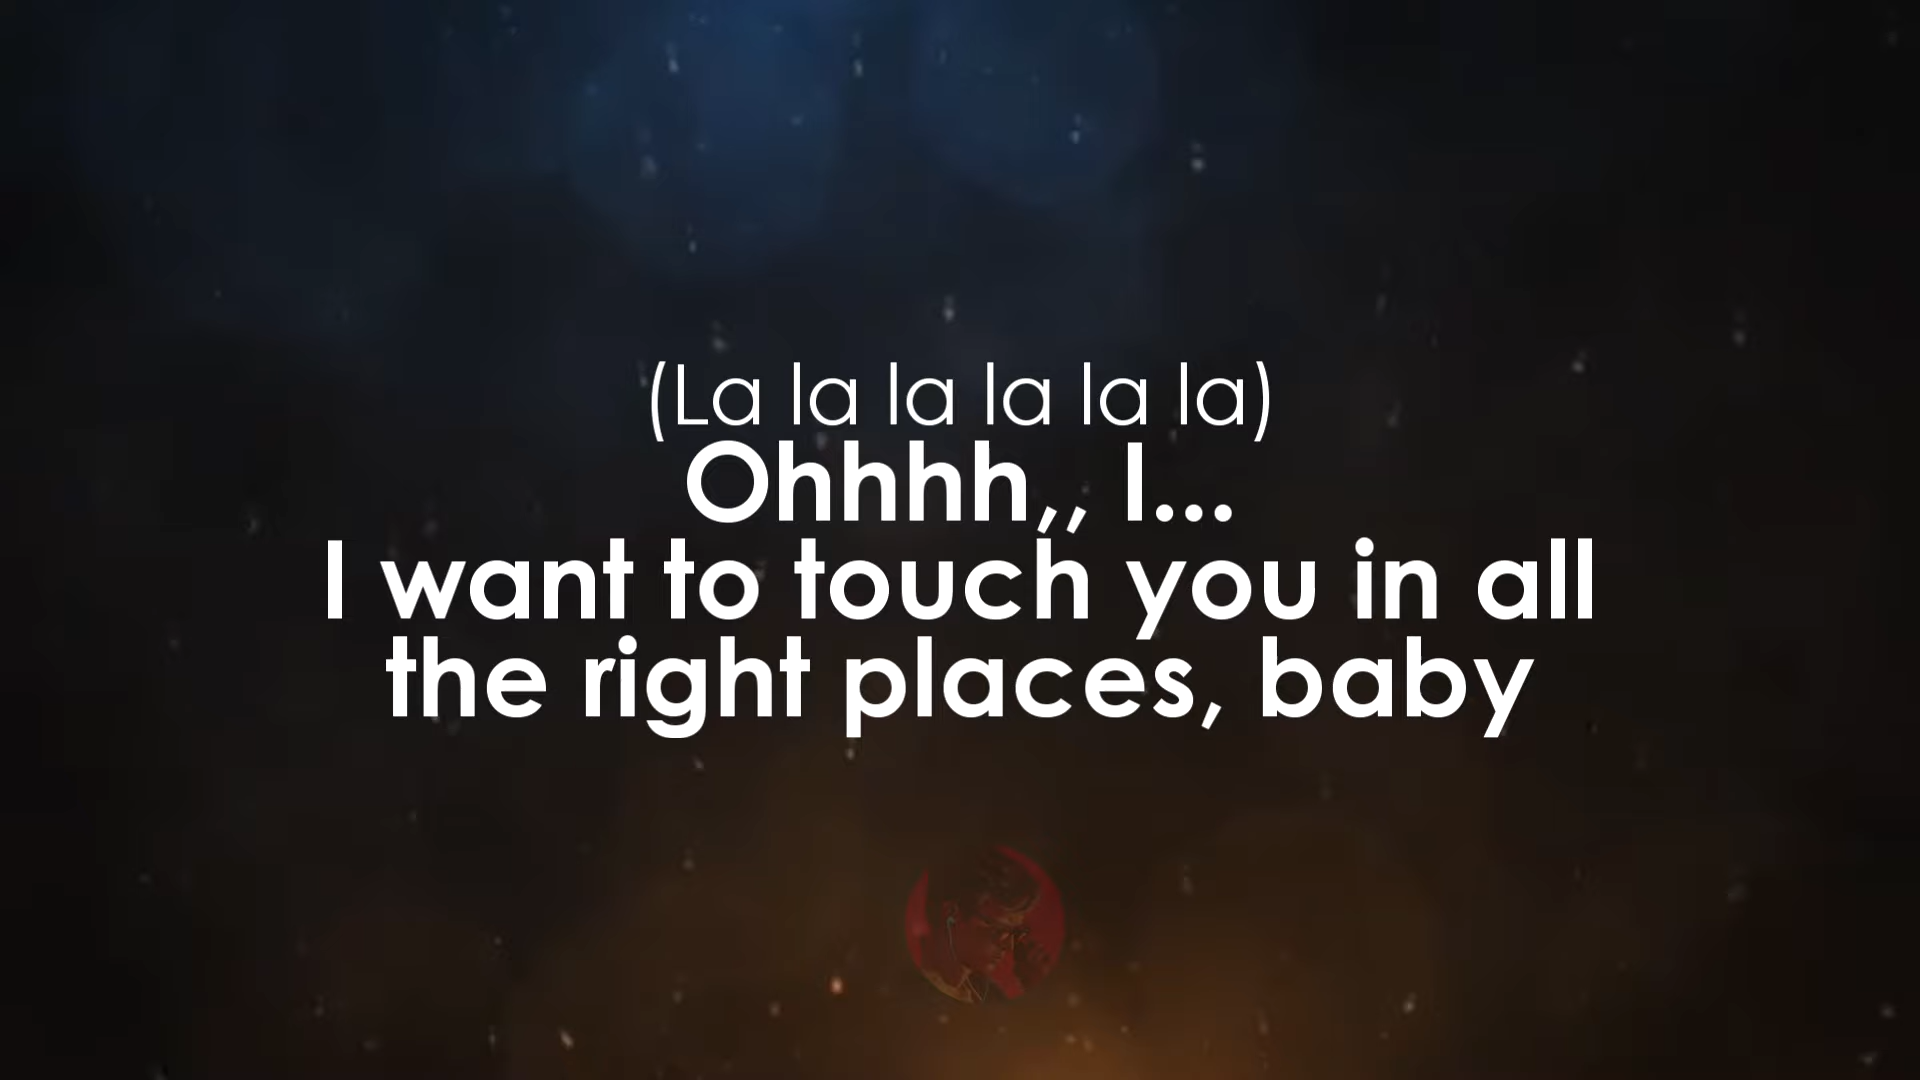 (La la la la la la)
Ohhhh,, I...
I want to touch you in all
the right places, baby